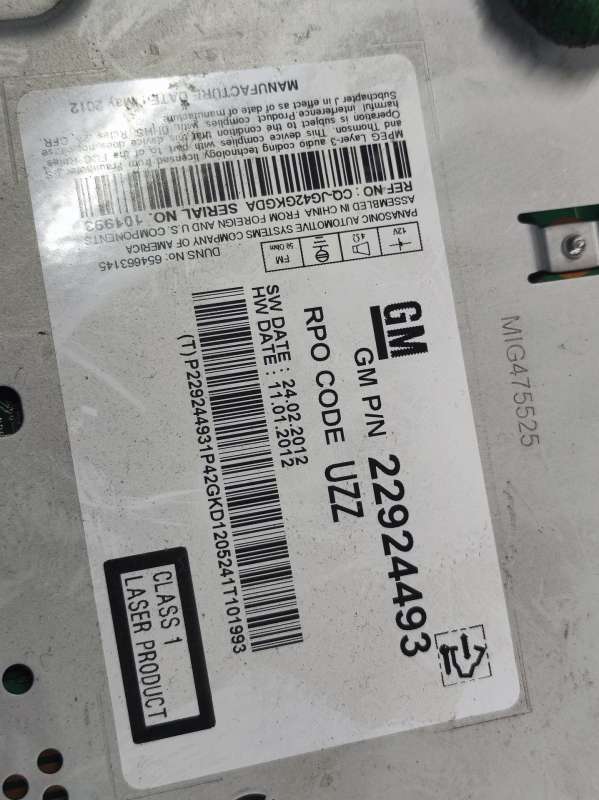 GM
GM P/N 22924493
RPO CODE UZZ
SW DATE : 24.02.2012
HW DATE : 11.01.2012
(T)P229244931P42GKD1205241T101993
12V
4Ω
FM
50 Ohm
PANASONIC AUTOMOTIVE SYSTEMS COMPANY OF AMERICA
DUNS No: 654663145
ASSEMBLED IN CHINA FROM FOREIGN AND U.S. COMPONENTS
REF NO: CQ-JG42GKGDA SERIAL NO. 101993
MPEG Layer-3 audio coding technology licensed from Fraunhofer IIS
and Thomson. This device complies with part 15 of the FCC Rules
Operation is subject to the condition that this device does not cause
harmful interference. Product complies with DHHS Rules CFR
Subchapter J in effect as of date of manufacture.
MANUFACTURE DATE: May 2012
CLASS 1
LASER PRODUCT
MIG475525